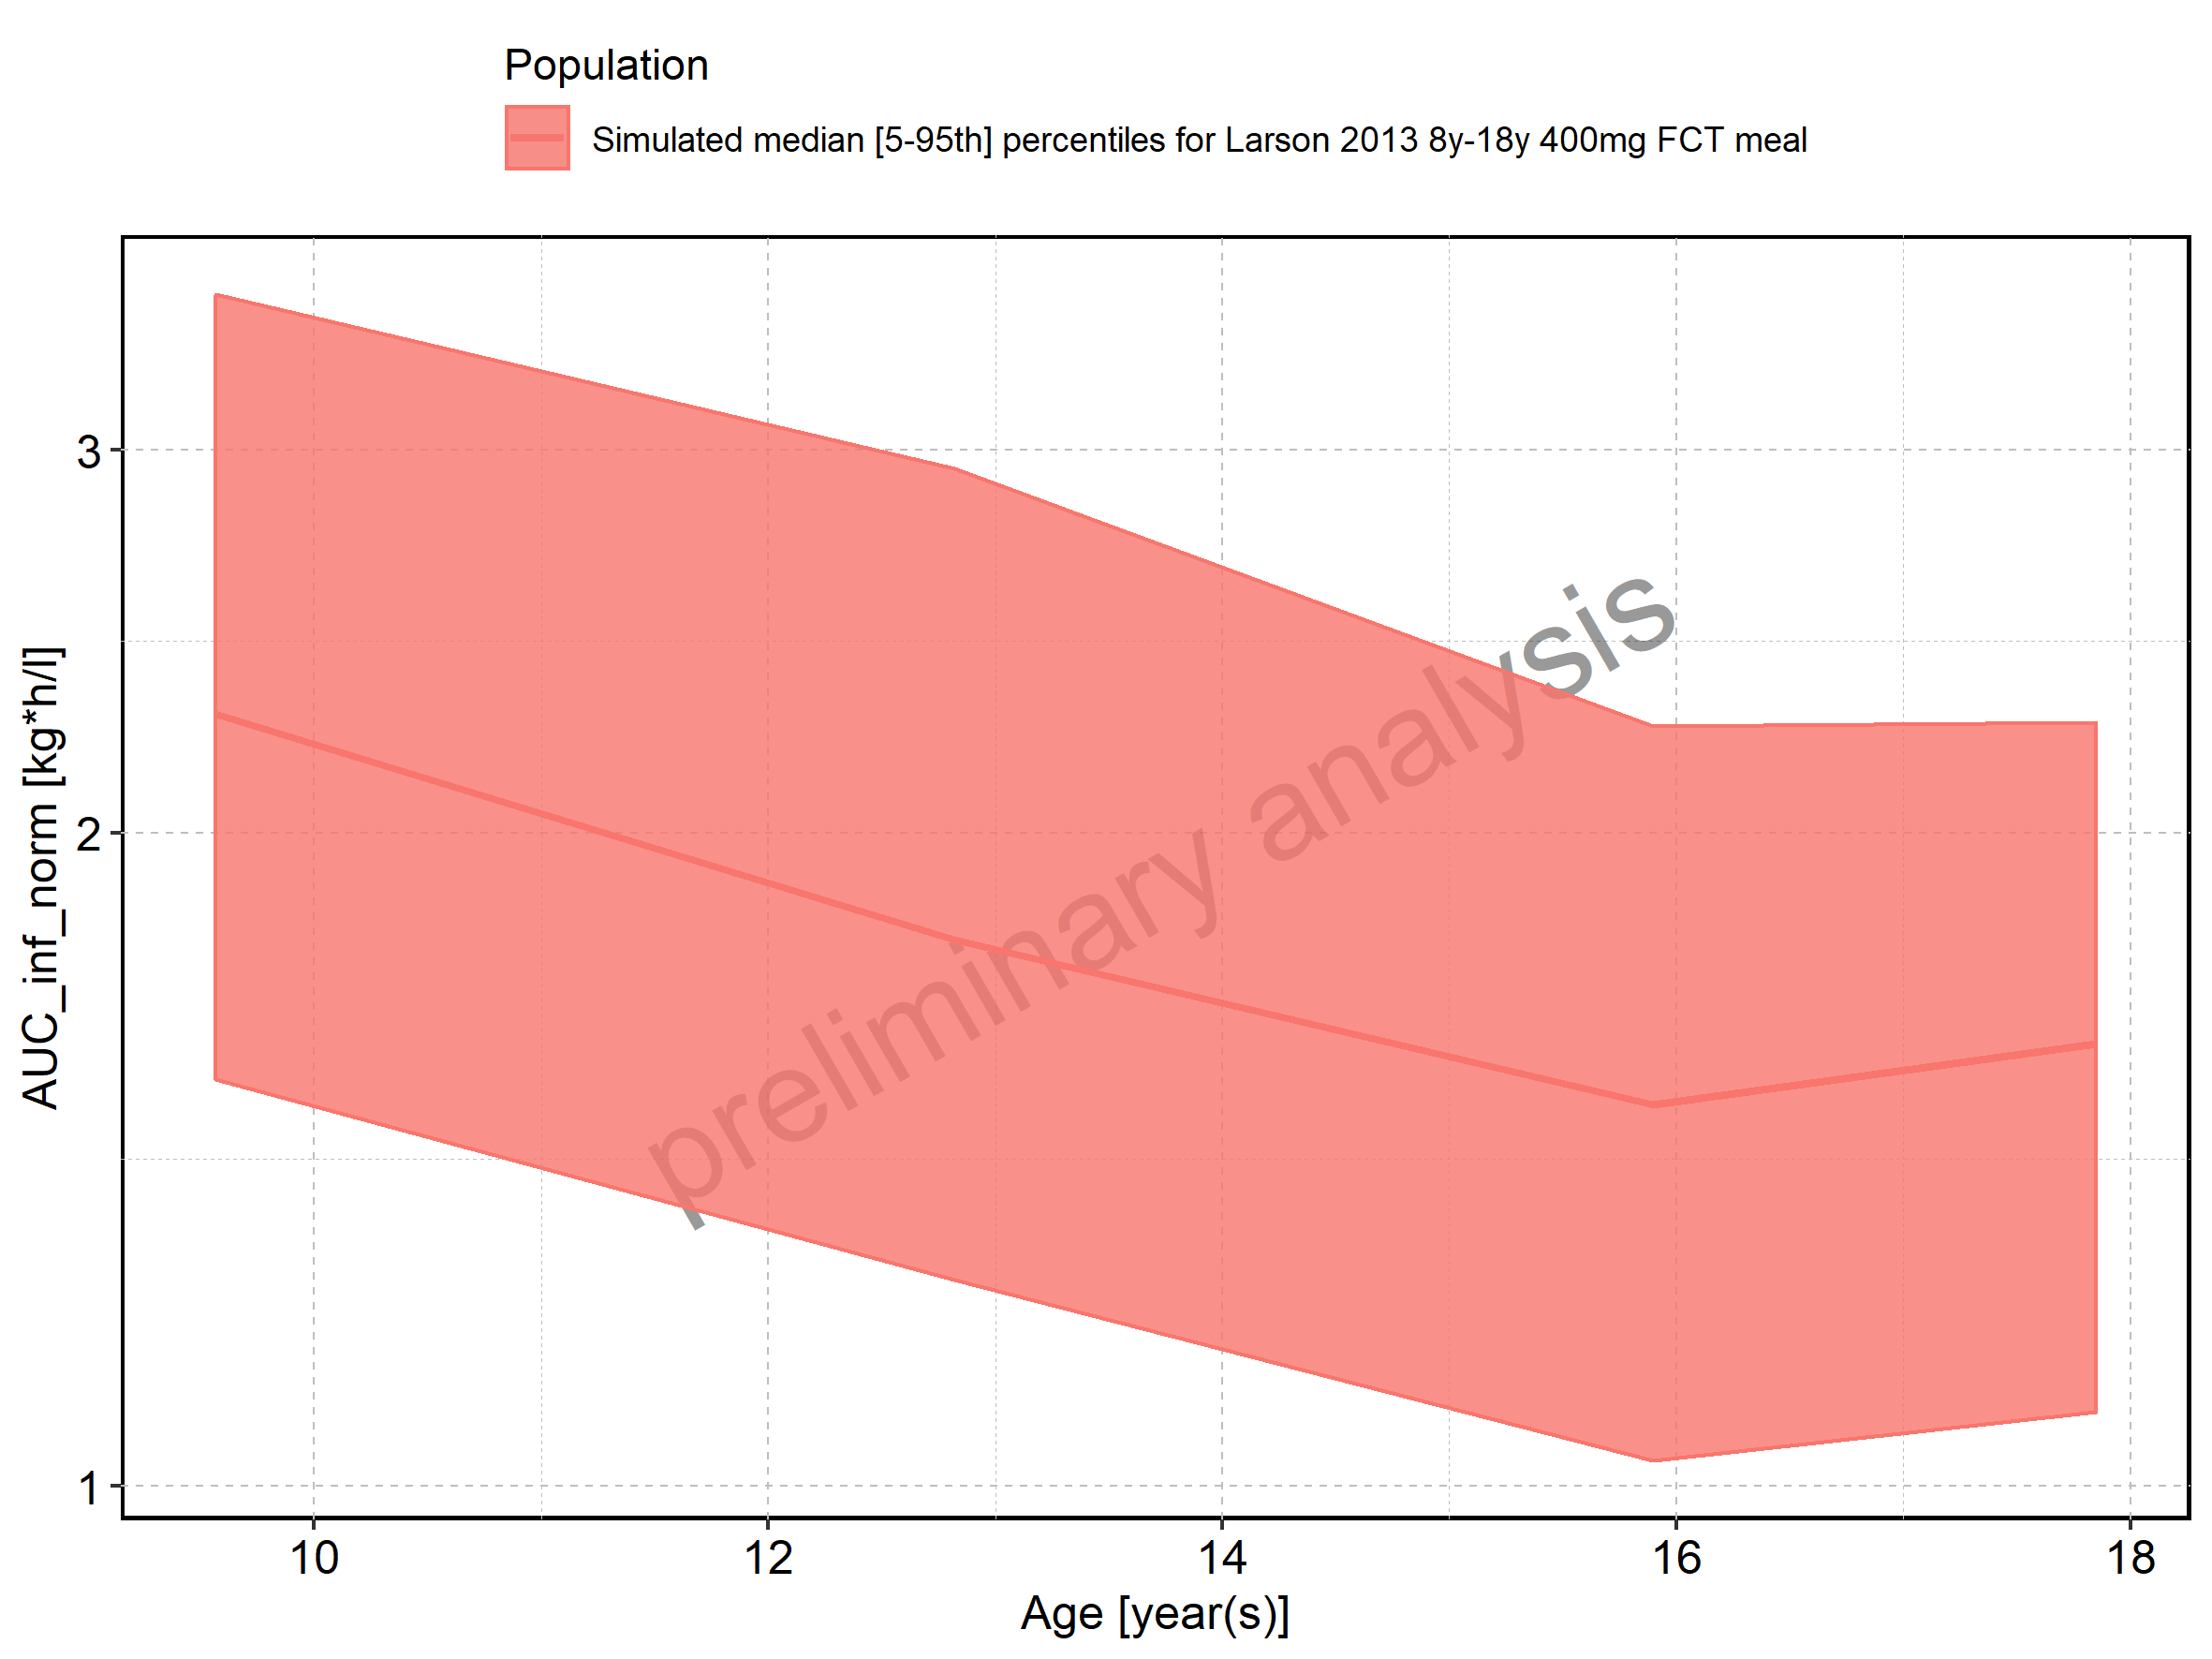 Population
Simulated median [5-95th] percentiles for Larson 2013 8y-18y 400mg FCT meal
3
2
1
AUC_inf_norm [kg*h/l]
preliminary analysis
10 12 14 16 18
Age [year(s)]